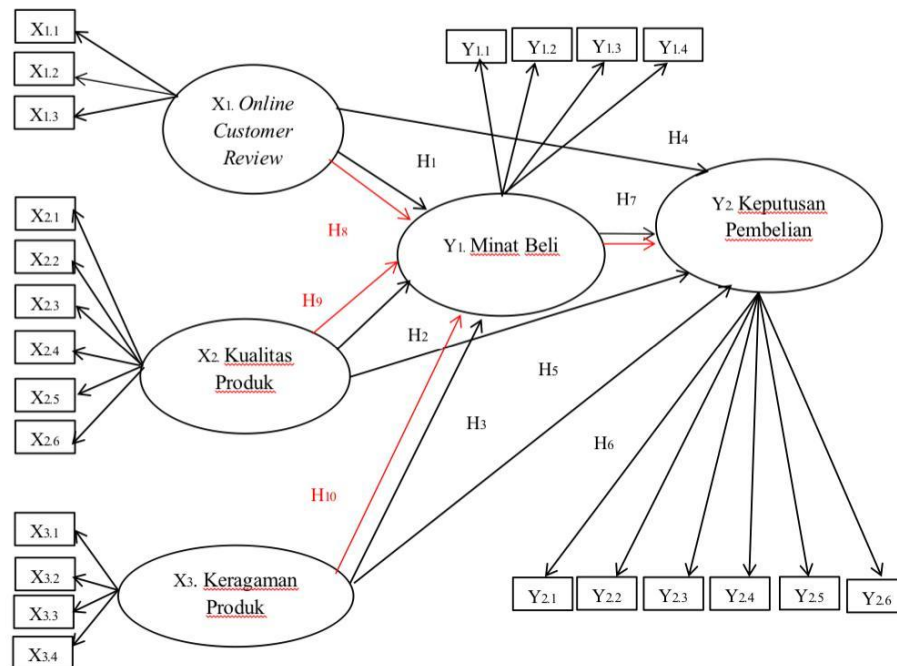 X1.1
X1.2
X1.3
X1. Online
Customer
Review
Y1.1
Y1.2
Y1.3
Y1.4
H1
H4
H8
H7
Y1. Minat Beli
Y2. Keputusan
Pembelian
X2.1
X2.2
X2.3
X2.4
X2.5
X2.6
H9
X2. Kualitas
Produk
H2
H5
H3
H6
H10
X3.1
X3.2
X3.3
X3.4
X3. Keragaman
Produk
Y2.1
Y2.2
Y2.3
Y2.4
Y2.5
Y2.6